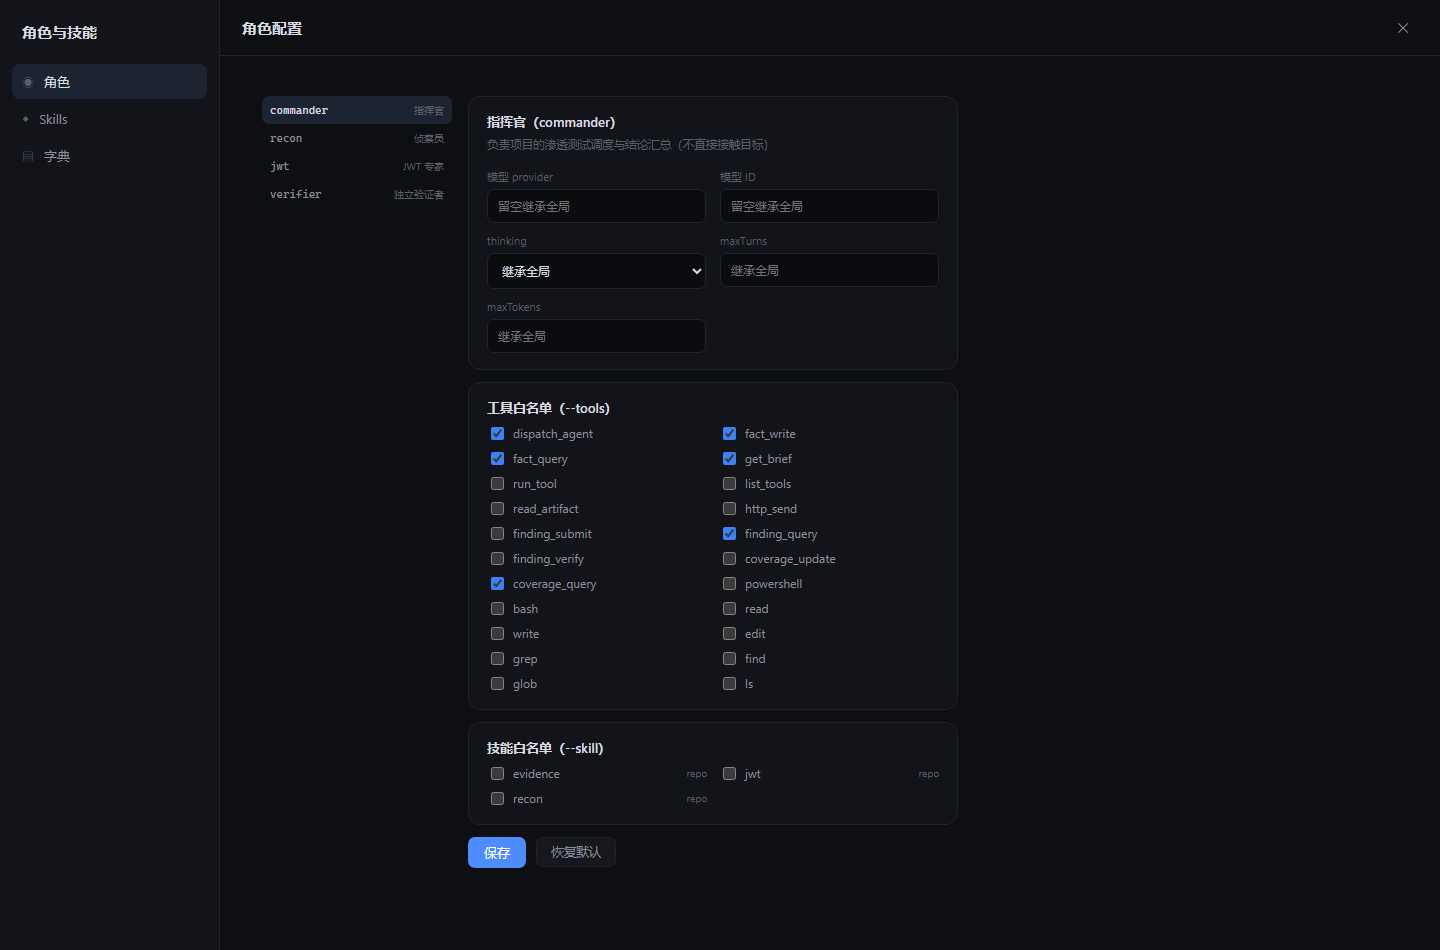 角色与技能
角色
Skills
字典
角色配置
commander 指挥官
recon 侦察员
jwt JWT 专家
verifier 独立验证者
指挥官（commander）
负责项目的渗透测试调度与结论汇总（不直接接触目标）
模型 provider 模型 ID
留空继承全局 留空继承全局
thinking maxTurns
继承全局 继承全局
maxTokens
继承全局
工具白名单（--tools）
dispatch_agent fact_write
fact_query get_brief
run_tool list_tools
read_artifact http_send
finding_submit finding_query
finding_verify coverage_update
coverage_query powershell
bash read
write edit
grep find
glob ls
技能白名单（--skill）
evidence repo jwt repo
recon repo
保存 恢复默认